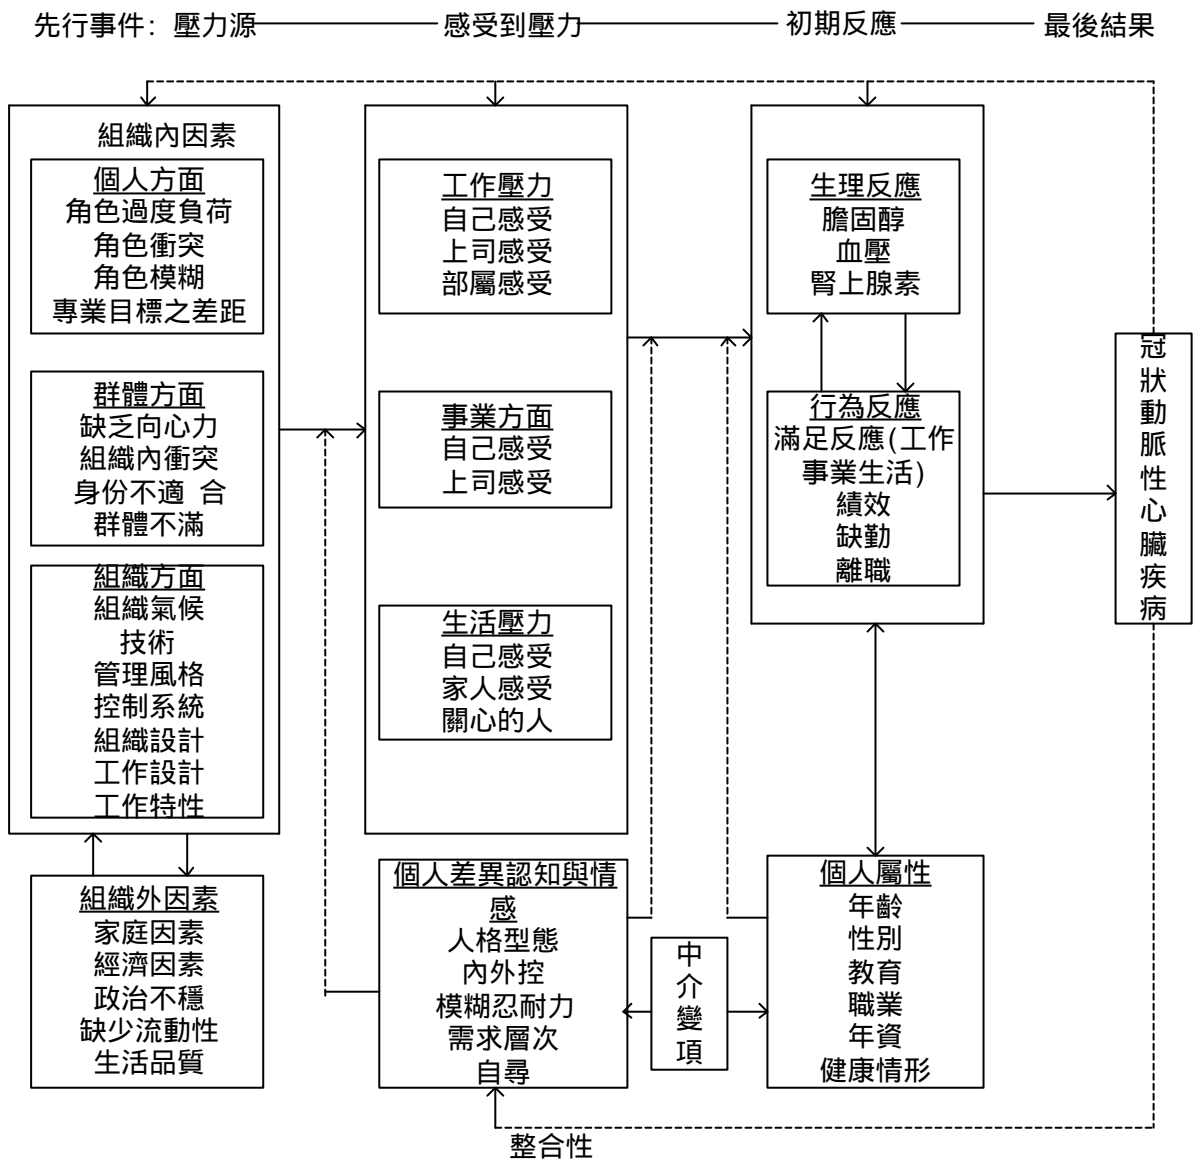 先行事件：壓力源
感受到壓力
初期反應
最後結果
組織內因素
個人方面
角色過度負荷
角色衝突
角色模糊
專業目標之差距
群體方面
缺乏向心力
組織內衝突
身份不適 合
群體不滿
組織方面
組織氣候
技術
管理風格
控制系統
組織設計
工作設計
工作特性
組織外因素
家庭因素
經濟因素
政治不穩
缺少流動性
生活品質
工作壓力
自己感受
上司感受
部屬感受
事業方面
自己感受
上司感受
生活壓力
自己感受
家人感受
關心的人
個人差異認知與情
感
人格型態
內外控
模糊忍耐力
需求層次
自尋
中
介
變
項
生理反應
膽固醇
血壓
腎上腺素
行為反應
滿足反應(工作
事業生活)
績效
缺勤
離職
個人屬性
年齡
性別
教育
職業
年資
健康情形
冠
狀
動
脈
性
心
臟
疾
病
整合性